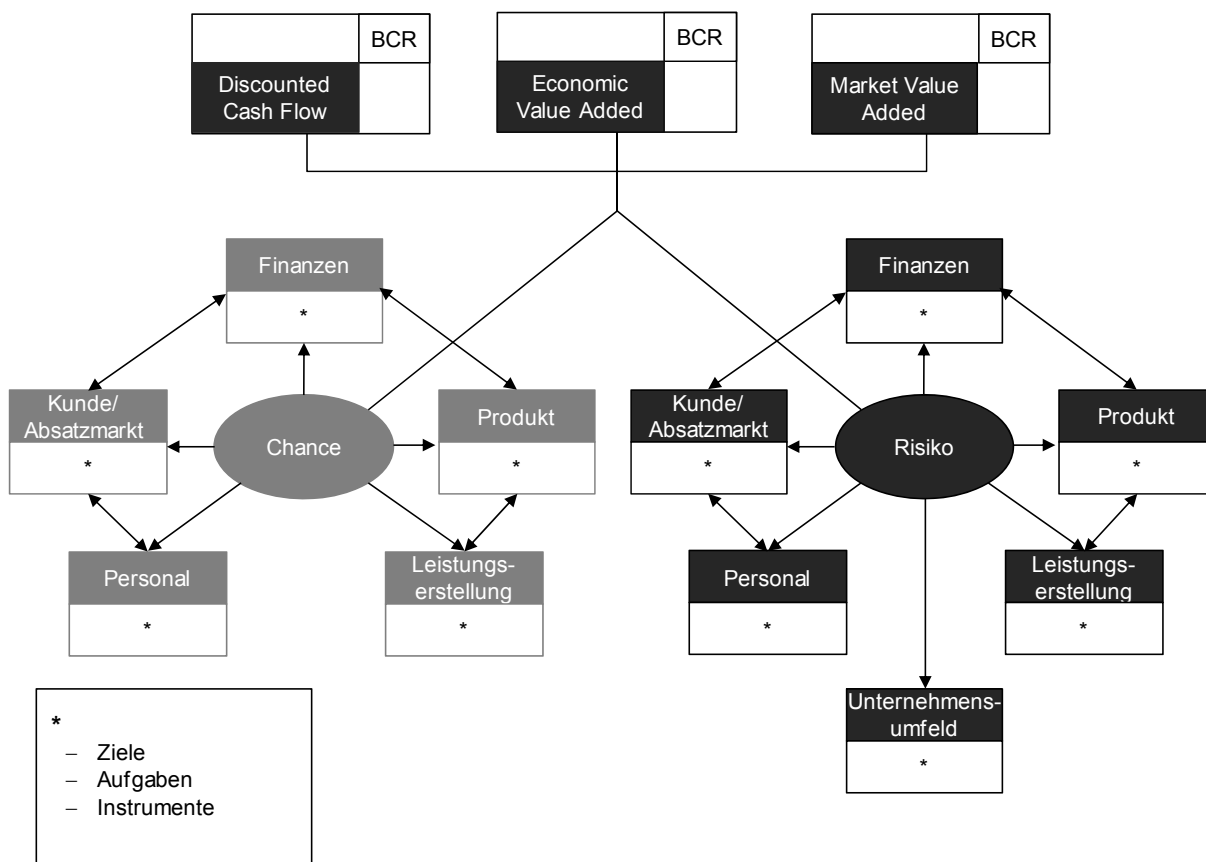 BCR
BCR
BCR
Discounted
Cash Flow
Economic
Value Added
Market Value
Added
Finanzen
*
Finanzen
*
Kunde/
Absatzmarkt
*
Chance
Produkt
*
Kunde/
Absatzmarkt
*
Risiko
Produkt
*
Personal
*
Leistungs-
erstellung
*
Personal
*
Leistungs-
erstellung
*
Unternehmens-
umfeld
*
*
– Ziele
– Aufgaben
– Instrumente